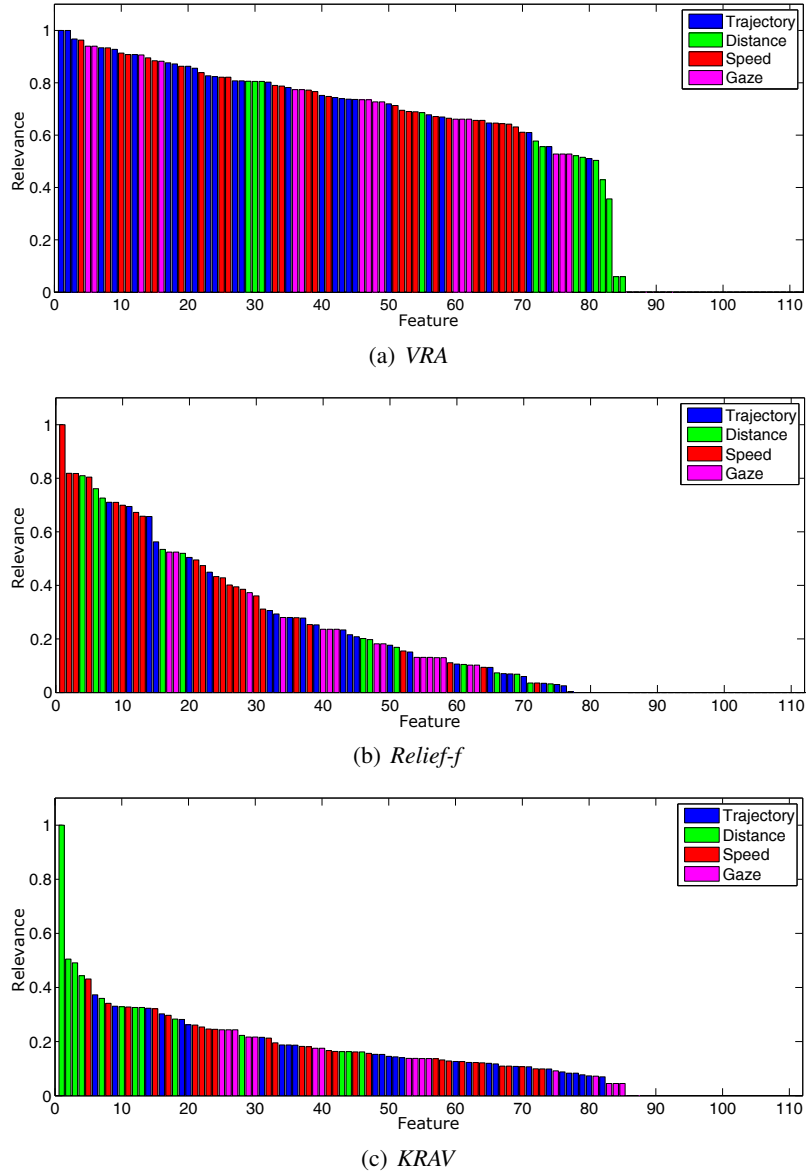 1
0.8
0.6
0.4
0.2
0
Relevance
0 10 20 30 40 50 60 70 80 90 100 110
Feature
Trajectory
Distance
Speed
Gaze
(a) VRA
1
0.8
0.6
0.4
0.2
0
Relevance
0 10 20 30 40 50 60 70 80 90 100 110
Feature
Trajectory
Distance
Speed
Gaze
(b) Relief-f
1
0.8
0.6
0.4
0.2
0
Relevance
0 10 20 30 40 50 60 70 80 90 100 110
Feature
Trajectory
Distance
Speed
Gaze
(c) KRAV